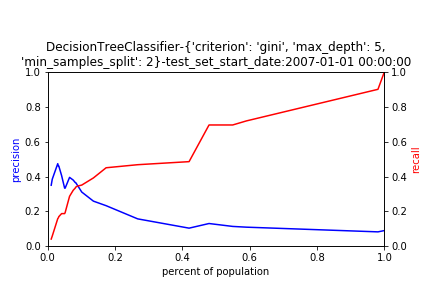 DecisionTreeClassifier-{'criterion': 'gini', 'max_depth': 5,
'min_samples_split': 2}-test_set_start_date:2007-01-01 00:00:00
1.0
0.8
0.6
0.4
0.2
0.0
precision
1.0
0.8
0.6
0.4
0.2
0.0
recall
0.0 0.2 0.4 0.6 0.8 1.0
percent of population